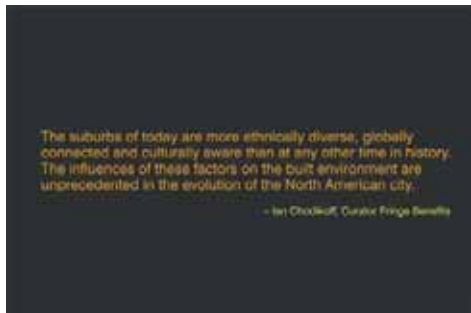 The suburbs of today are more ethnically diverse, globally
connected and culturally aware than at any other time in history.
The influences of these factors on the built environment are
unprecedented in the evolution of the North American city.
– Ian Chodikoff, Curator Fringe Benefits